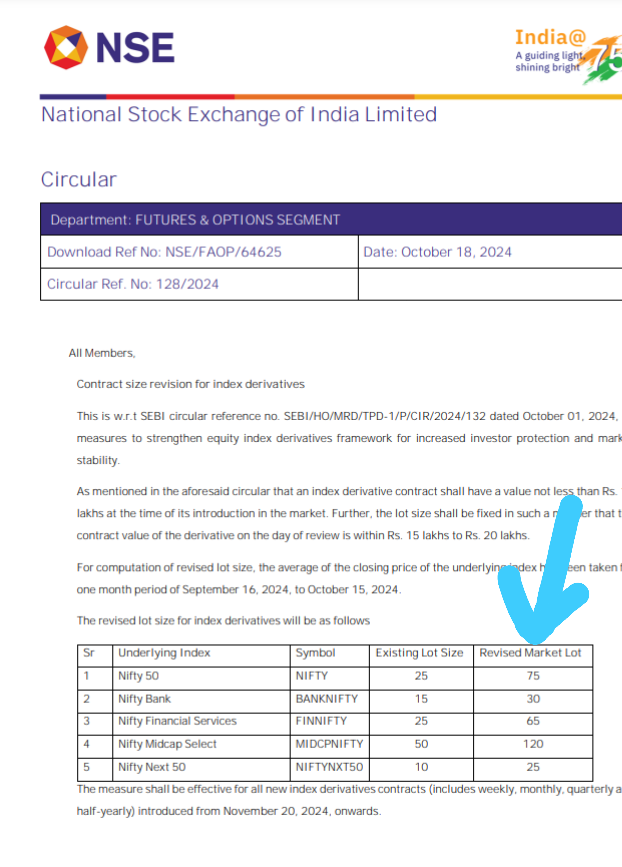 NSE
India@
75
A guiding light,
shining bright
National Stock Exchange of India Limited
Circular
Department: FUTURES & OPTIONS SEGMENT
Download Ref No: NSE/FAOP/64625 Date: October 18, 2024
Circular Ref. No: 128/2024
All Members,
Contract size revision for index derivatives
This is w.r.t SEBI circular reference no. SEBI/HO/MRD/TPD-1/P/CIR/2024/132 dated October 01, 2024,
measures to strengthen equity index derivatives framework for increased investor protection and
stability.
As mentioned in the aforesaid circular that an index derivative contract shall have a value not less than Rs.
lakhs at the time of its introduction in the market. Further, the lot size shall be fixed in such a that
contract value of the derivative on the day of review is within Rs. 15 lakhs to Rs. 20 lakhs.
For computation of revised lot size, the average of the closing price of the underlying taken
one month period of September 16, 2024, to October 15, 2024.
The revised lot size for index derivatives will be as follows
Sr Underlying Index Symbol Existing Lot Size Revised Market Lot
1 Nifty 50 NIFTY 25 75
2 Nifty Bank BANKNIFTY 15 30
3 Nifty Financial Services FINNIFTY 25 65
4 Nifty Midcap Select MIDCPNIFTY 50 120
5 Nifty Next 50 NIFTYNXT50 10 25
The measure shall be effective for all new index derivatives contracts (includes weekly, monthly, quarterly
half-yearly) introduced from November 20, 2024, onwards.